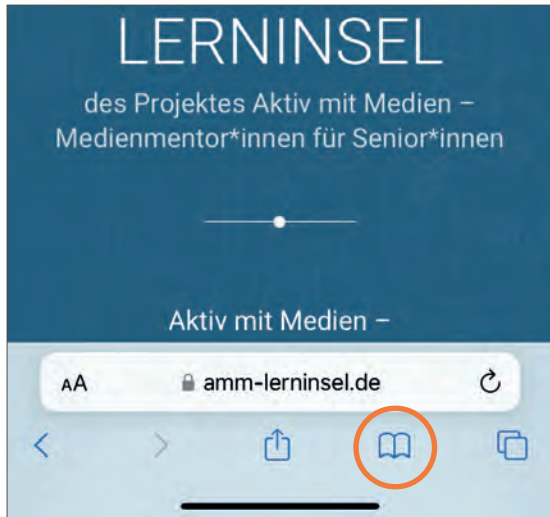 LERNINSEL
des Projektes Aktiv mit Medien –
Medienmentor*innen für Senior*innen
Aktiv mit Medien –
AA amm-lerninsel.de